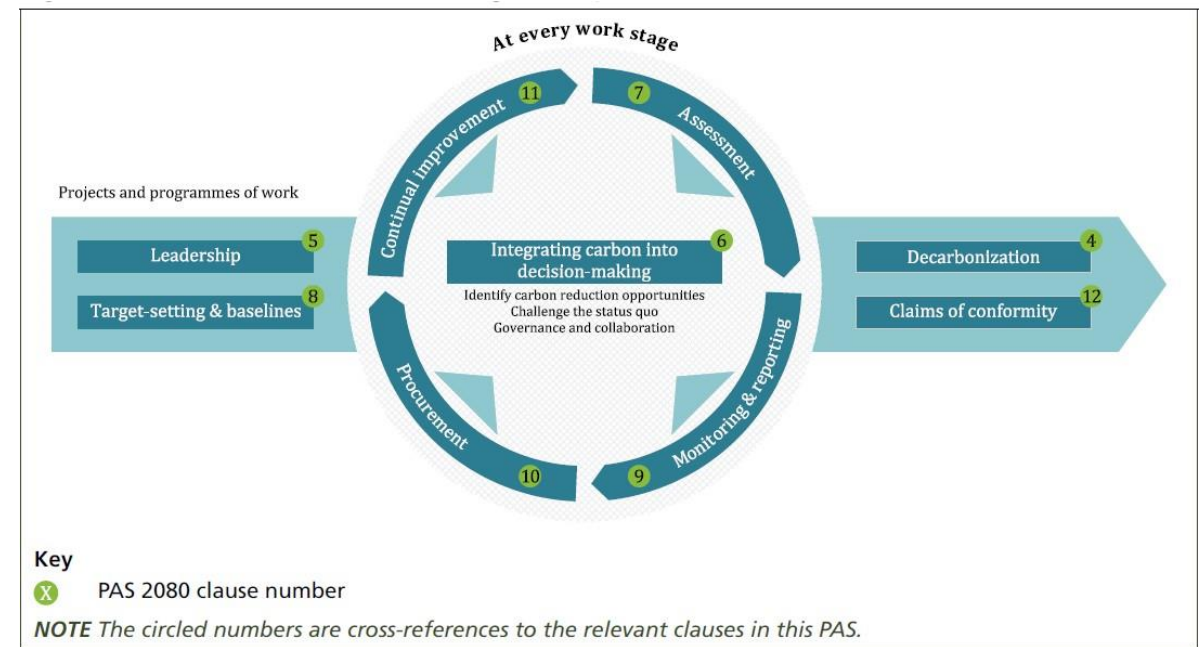 At every work stage
11
Continual improvement
7
Assessment
Projects and programmes of work
5
Leadership
8
Target-setting & baselines
6
Integrating carbon into
decision-making
Identify carbon reduction opportunities
Challenge the status quo
Governance and collaboration
4
Decarbonization
12
Claims of conformity
Procurement
10
Monitoring & reporting
9
Key
X PAS 2080 clause number
NOTE The circled numbers are cross-references to the relevant clauses in this PAS.